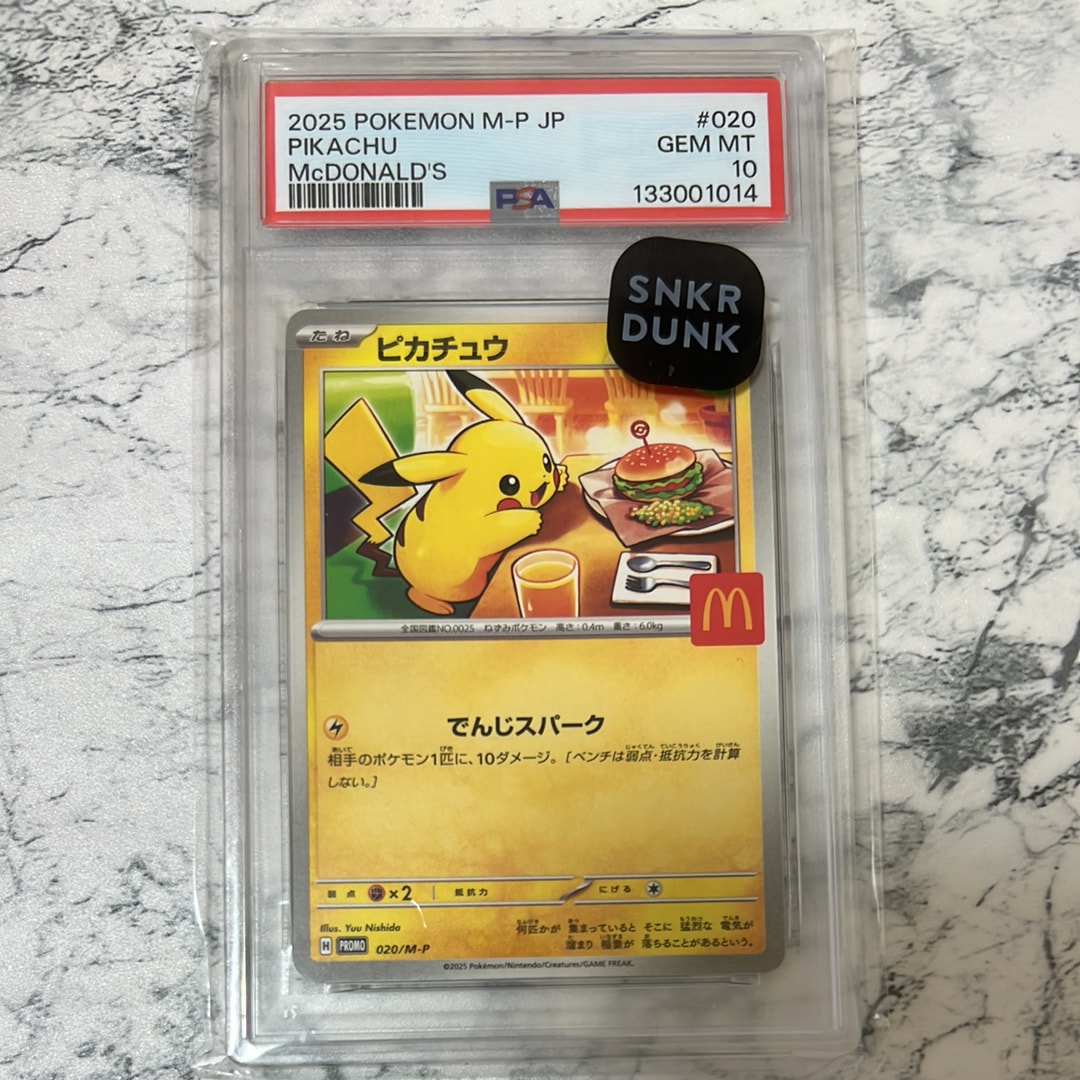 2025 POKEMON M-P JP #020
PIKACHU GEM MT
McDONALD'S 10
PSA 133001014
SNKR
DUNK
たね ピカチュウ
M
全国図鑑NO.0025 ねずみポケモン 高さ:0.4m 重さ:6.0kg
でんじスパーク
相手のポケモン1匹に、10ダメージ。[ベンチは弱点・抵抗力を計算
しない。]
弱点 ×2 抵抗力 にげる
Illus. Yuu Nishida
何匹かが 集まっていると そこに 猛烈な 電気が
溜まり 稲妻が 落ちることがあるという。
H PROMO 020/M-P
©2025 Pokémon/Nintendo/Creatures/GAME FREAK.